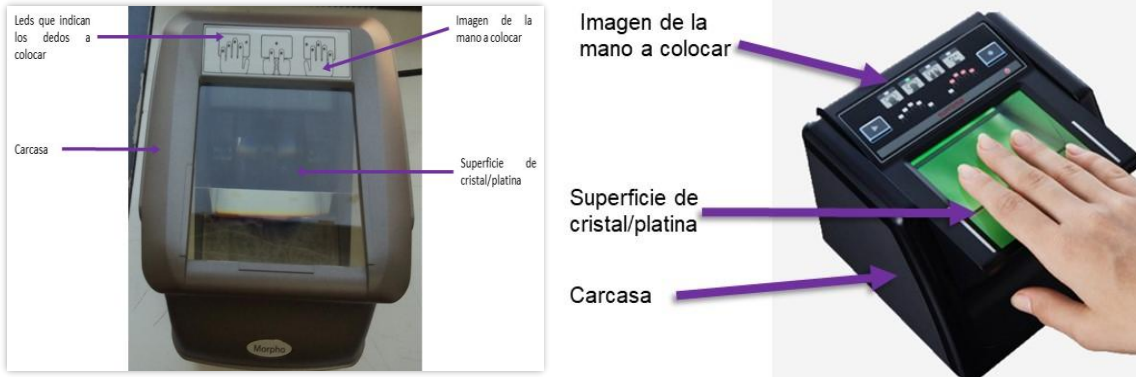 Leds que indican
los dedos a
colocar
Imagen de la
mano a colocar
Carcasa
Superficie de
cristal/platina
Morpho
Imagen de la
mano a colocar
Superficie de
cristal/platina
Carcasa